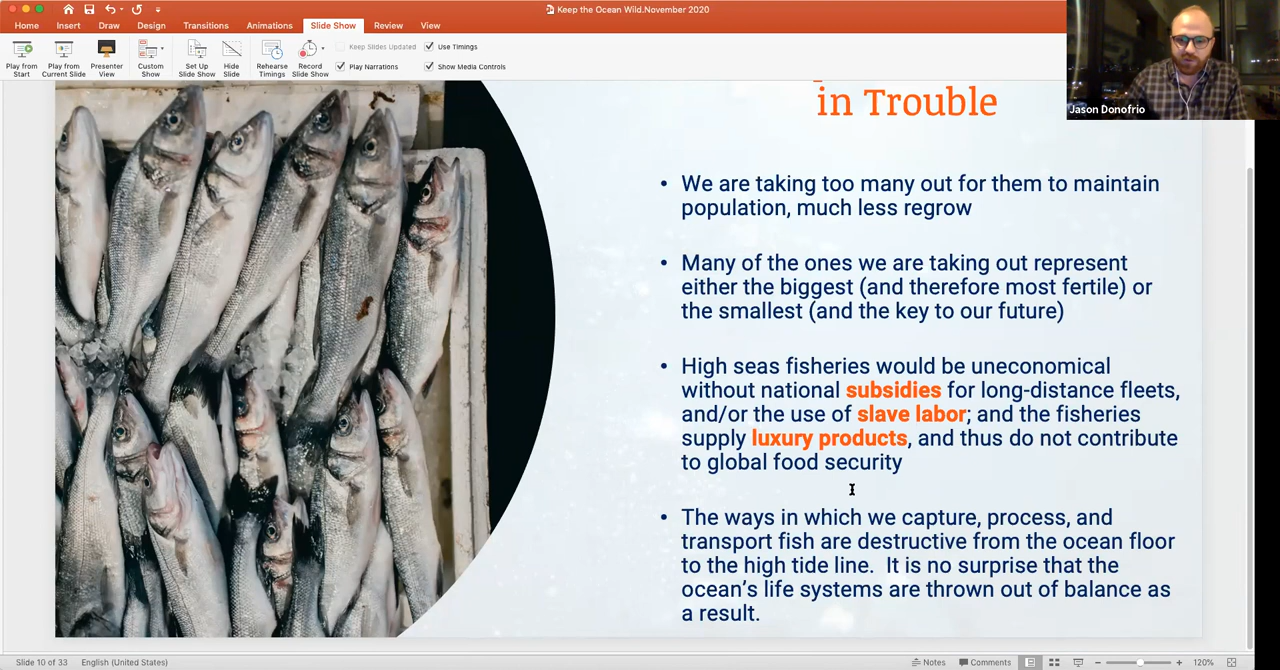 Keep the Ocean Wild.November 2020
Home Insert Draw Design Transitions Animations Slide Show Review View
Play from Start
Play from Current Slide
Presenter View
Custom Show
Set Up Slide Show
Hide Slide
Rehearse Timings
Record Slide Show
Keep Slides Updated
Use Timings
Play Narrations
Show Media Controls
Jason Donofrio
in Trouble
• We are taking too many out for them to maintain
population, much less regrow
• Many of the ones we are taking out represent
either the biggest (and therefore most fertile) or
the smallest (and the key to our future)
• High seas fisheries would be uneconomical
without national subsidies for long-distance fleets,
and/or the use of slave labor; and the fisheries
supply luxury products, and thus do not contribute
to global food security
• The ways in which we capture, process, and
transport fish are destructive from the ocean floor
to the high tide line.  It is no surprise that the
ocean's life systems are thrown out of balance as
a result.
Slide 10 of 33 English (United States) Notes Comments 120%